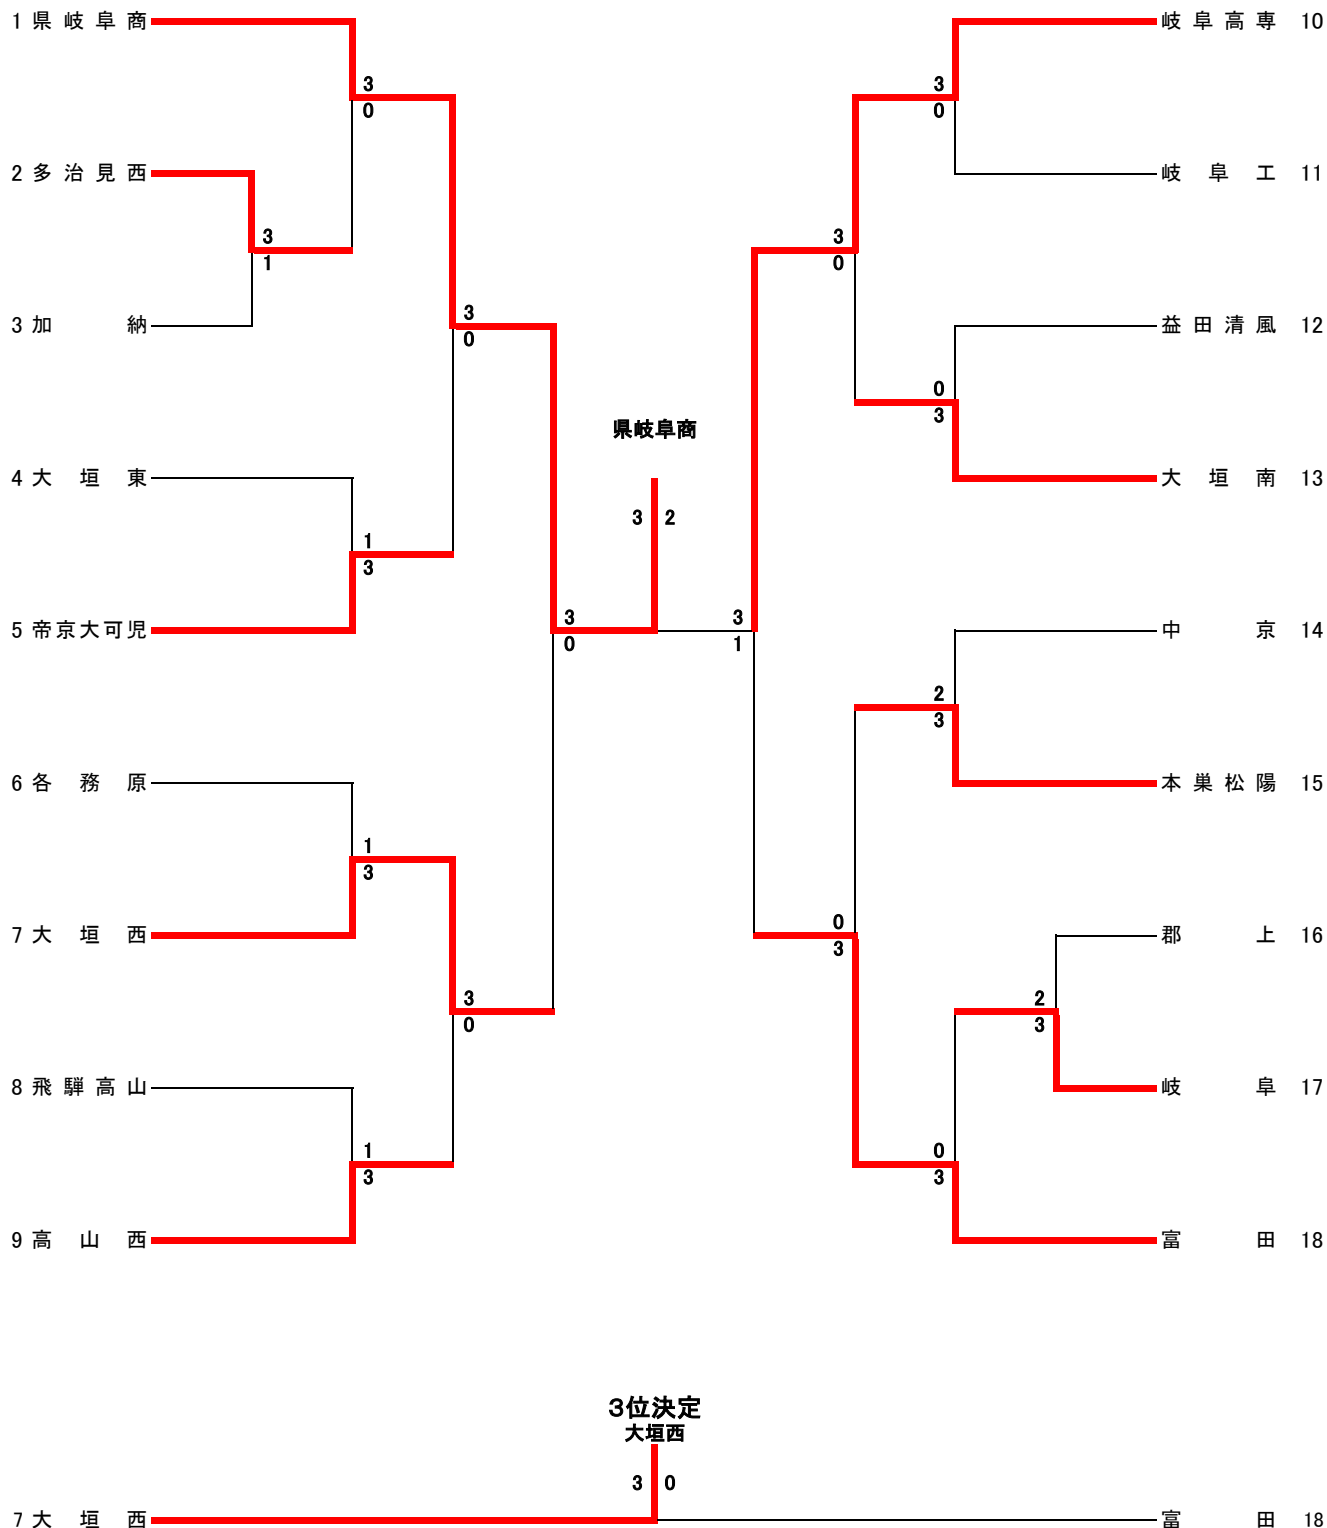 1 県岐阜商
岐阜高専 10
3
0
3
0
2 多治見西
岐阜工 11
3
1
3
0
3 加納
益田清風 12
3
0
0
3
県岐阜商
4 大垣東
大垣南 13
3 2
1
3
5 帝京大可児
中京 14
3
0
3
1
2
3
6 各務原
本巣松陽 15
1
3
7 大垣西
郡上 16
0
3
3
0
2
3
8 飛騨高山
岐阜 17
1
3
0
3
9 高山西
富田 18
3位決定
大垣西
3 0
7 大垣西
富田 18